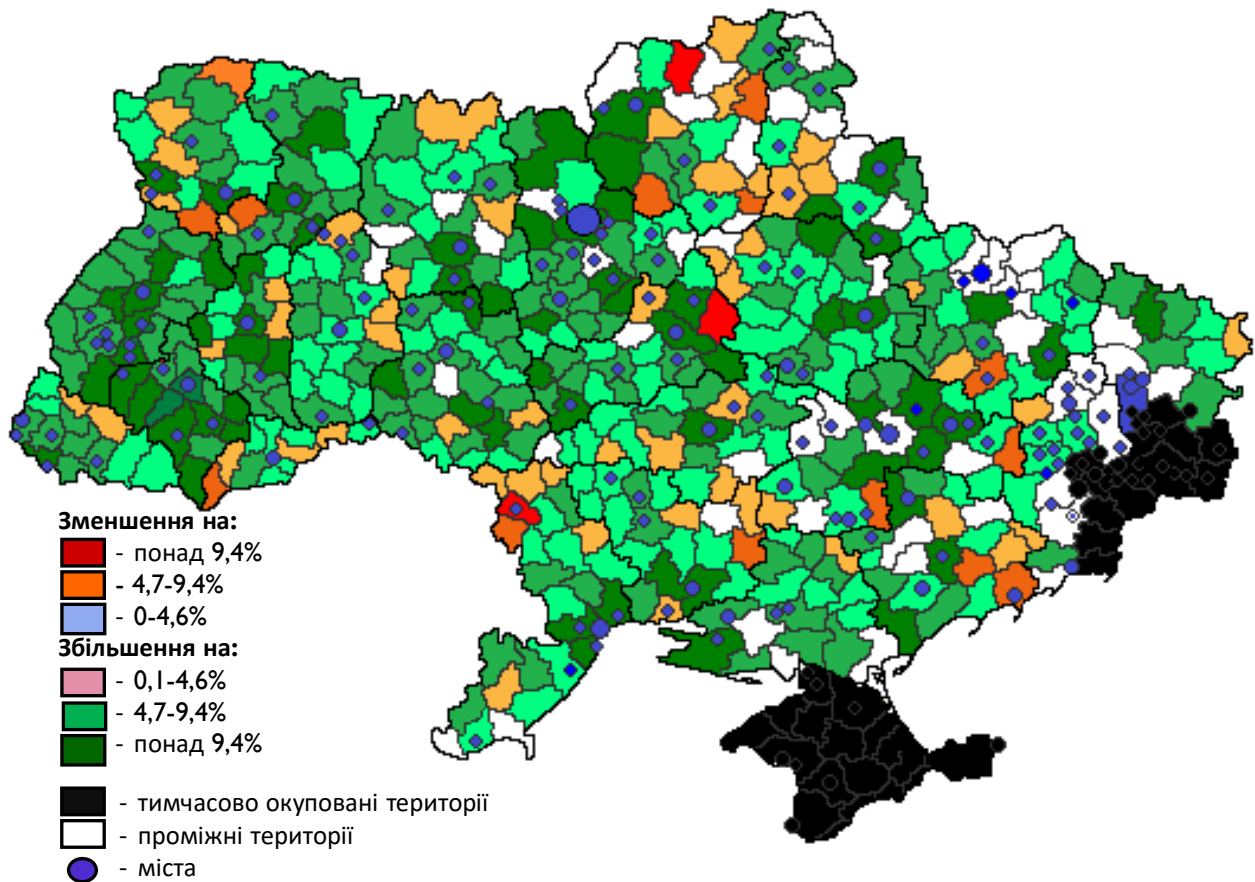 Зменшення на:
- понад 9,4%
- 4,7-9,4%
- 0-4,6%
Збільшення на:
- 0,1-4,6%
- 4,7-9,4%
- понад 9,4%
- тимчасово окуповані території
- проміжні території
- міста